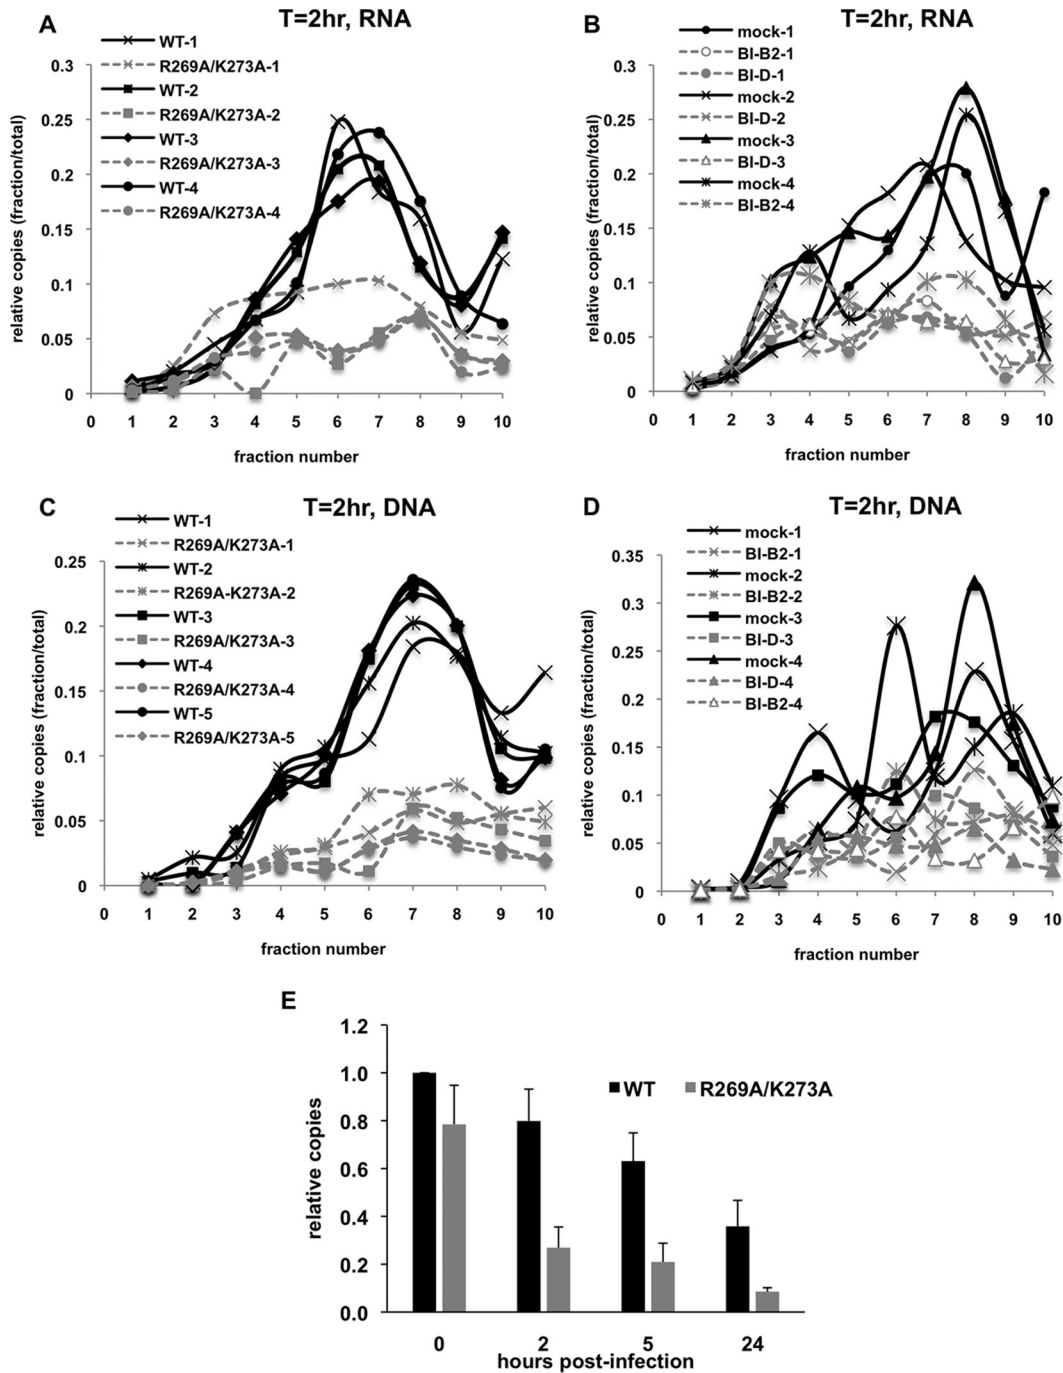 A
T=2hr, RNA
WT-1
R269A/K273A-1
WT-2
R269A/K273A-2
WT-3
R269A/K273A-3
WT-4
R269A/K273A-4
relative copies (fraction/total)
0.3
0.25
0.2
0.15
0.1
0.05
0
0 1 2 3 4 5 6 7 8 9 10
fraction number
B
T=2hr, RNA
mock-1
BI-B2-1
BI-D-1
mock-2
BI-D-2
mock-3
BI-D-3
mock-4
BI-B2-4
relative copies (fraction/total)
0.3
0.25
0.2
0.15
0.1
0.05
0
0 1 2 3 4 5 6 7 8 9 10
fraction number
C
T=2hr, DNA
WT-1
R269A/K273A-1
WT-2
R269A-K273A-2
WT-3
R269A/K273A-3
WT-4
R269A/K273A-4
WT-5
R269A/K273A-5
relative copies (fraction/total)
0.25
0.2
0.15
0.1
0.05
0
0 1 2 3 4 5 6 7 8 9 10
fraction number
D
T=2hr, DNA
mock-1
BI-B2-1
mock-2
BI-B2-2
mock-3
BI-D-3
mock-4
BI-D-4
BI-B2-4
relative copies (fraction/total)
0.35
0.3
0.25
0.2
0.15
0.1
0.05
0
0 1 2 3 4 5 6 7 8 9 10
fraction number
E
WT R269A/K273A
relative copies
1.2
1.0
0.8
0.6
0.4
0.2
0.0
0 2 5 24
hours post-infection